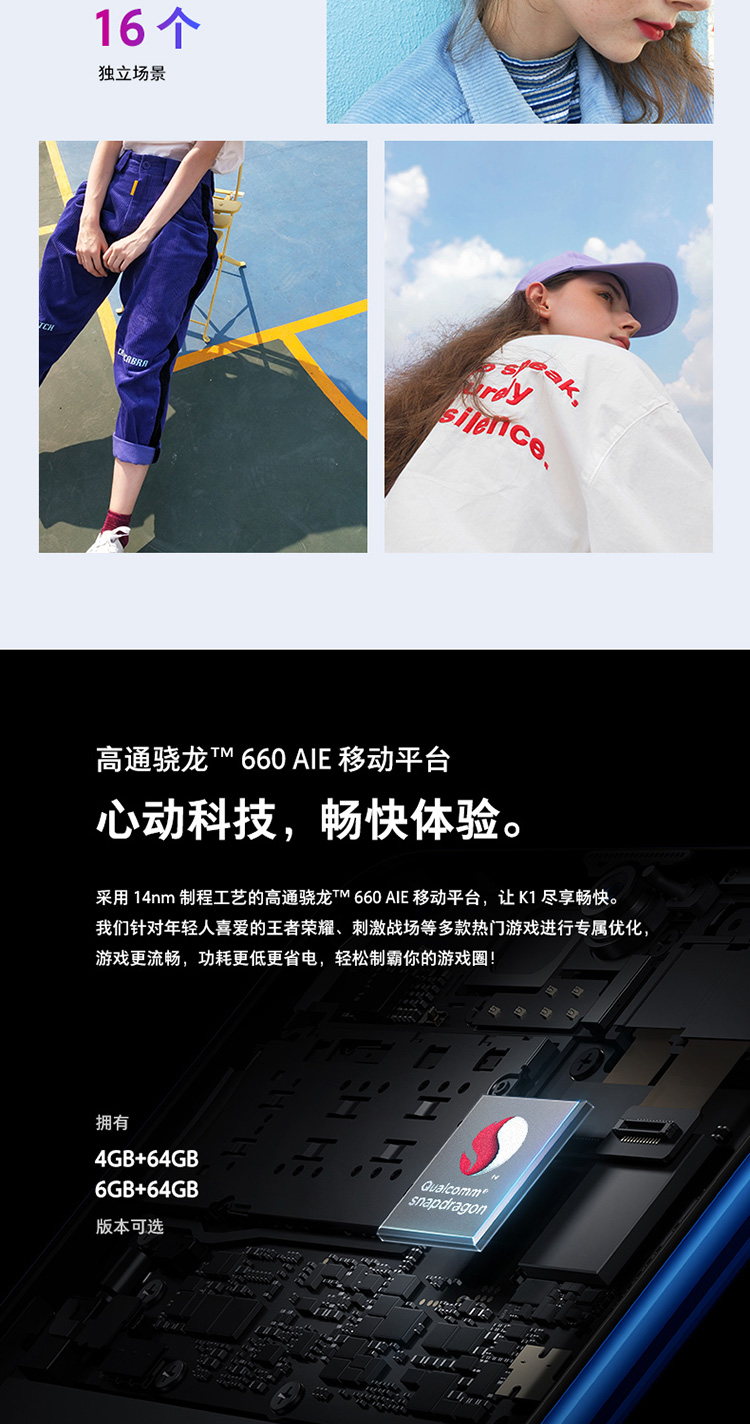 16 个
独立场景
TCH
silence.
高通骁龙™ 660 AIE 移动平台
心动科技，畅快体验。
采用 14nm 制程工艺的高通骁龙™ 660 AIE 移动平台，让 K1 尽享畅快。
我们针对年轻人喜爱的王者荣耀、刺激战场等多款热门游戏进行专属优化，
游戏更流畅，功耗更低更省电，轻松制霸你的游戏圈！
拥有
4GB+64GB
6GB+64GB
版本可选
Qualcomm®
snapdragon